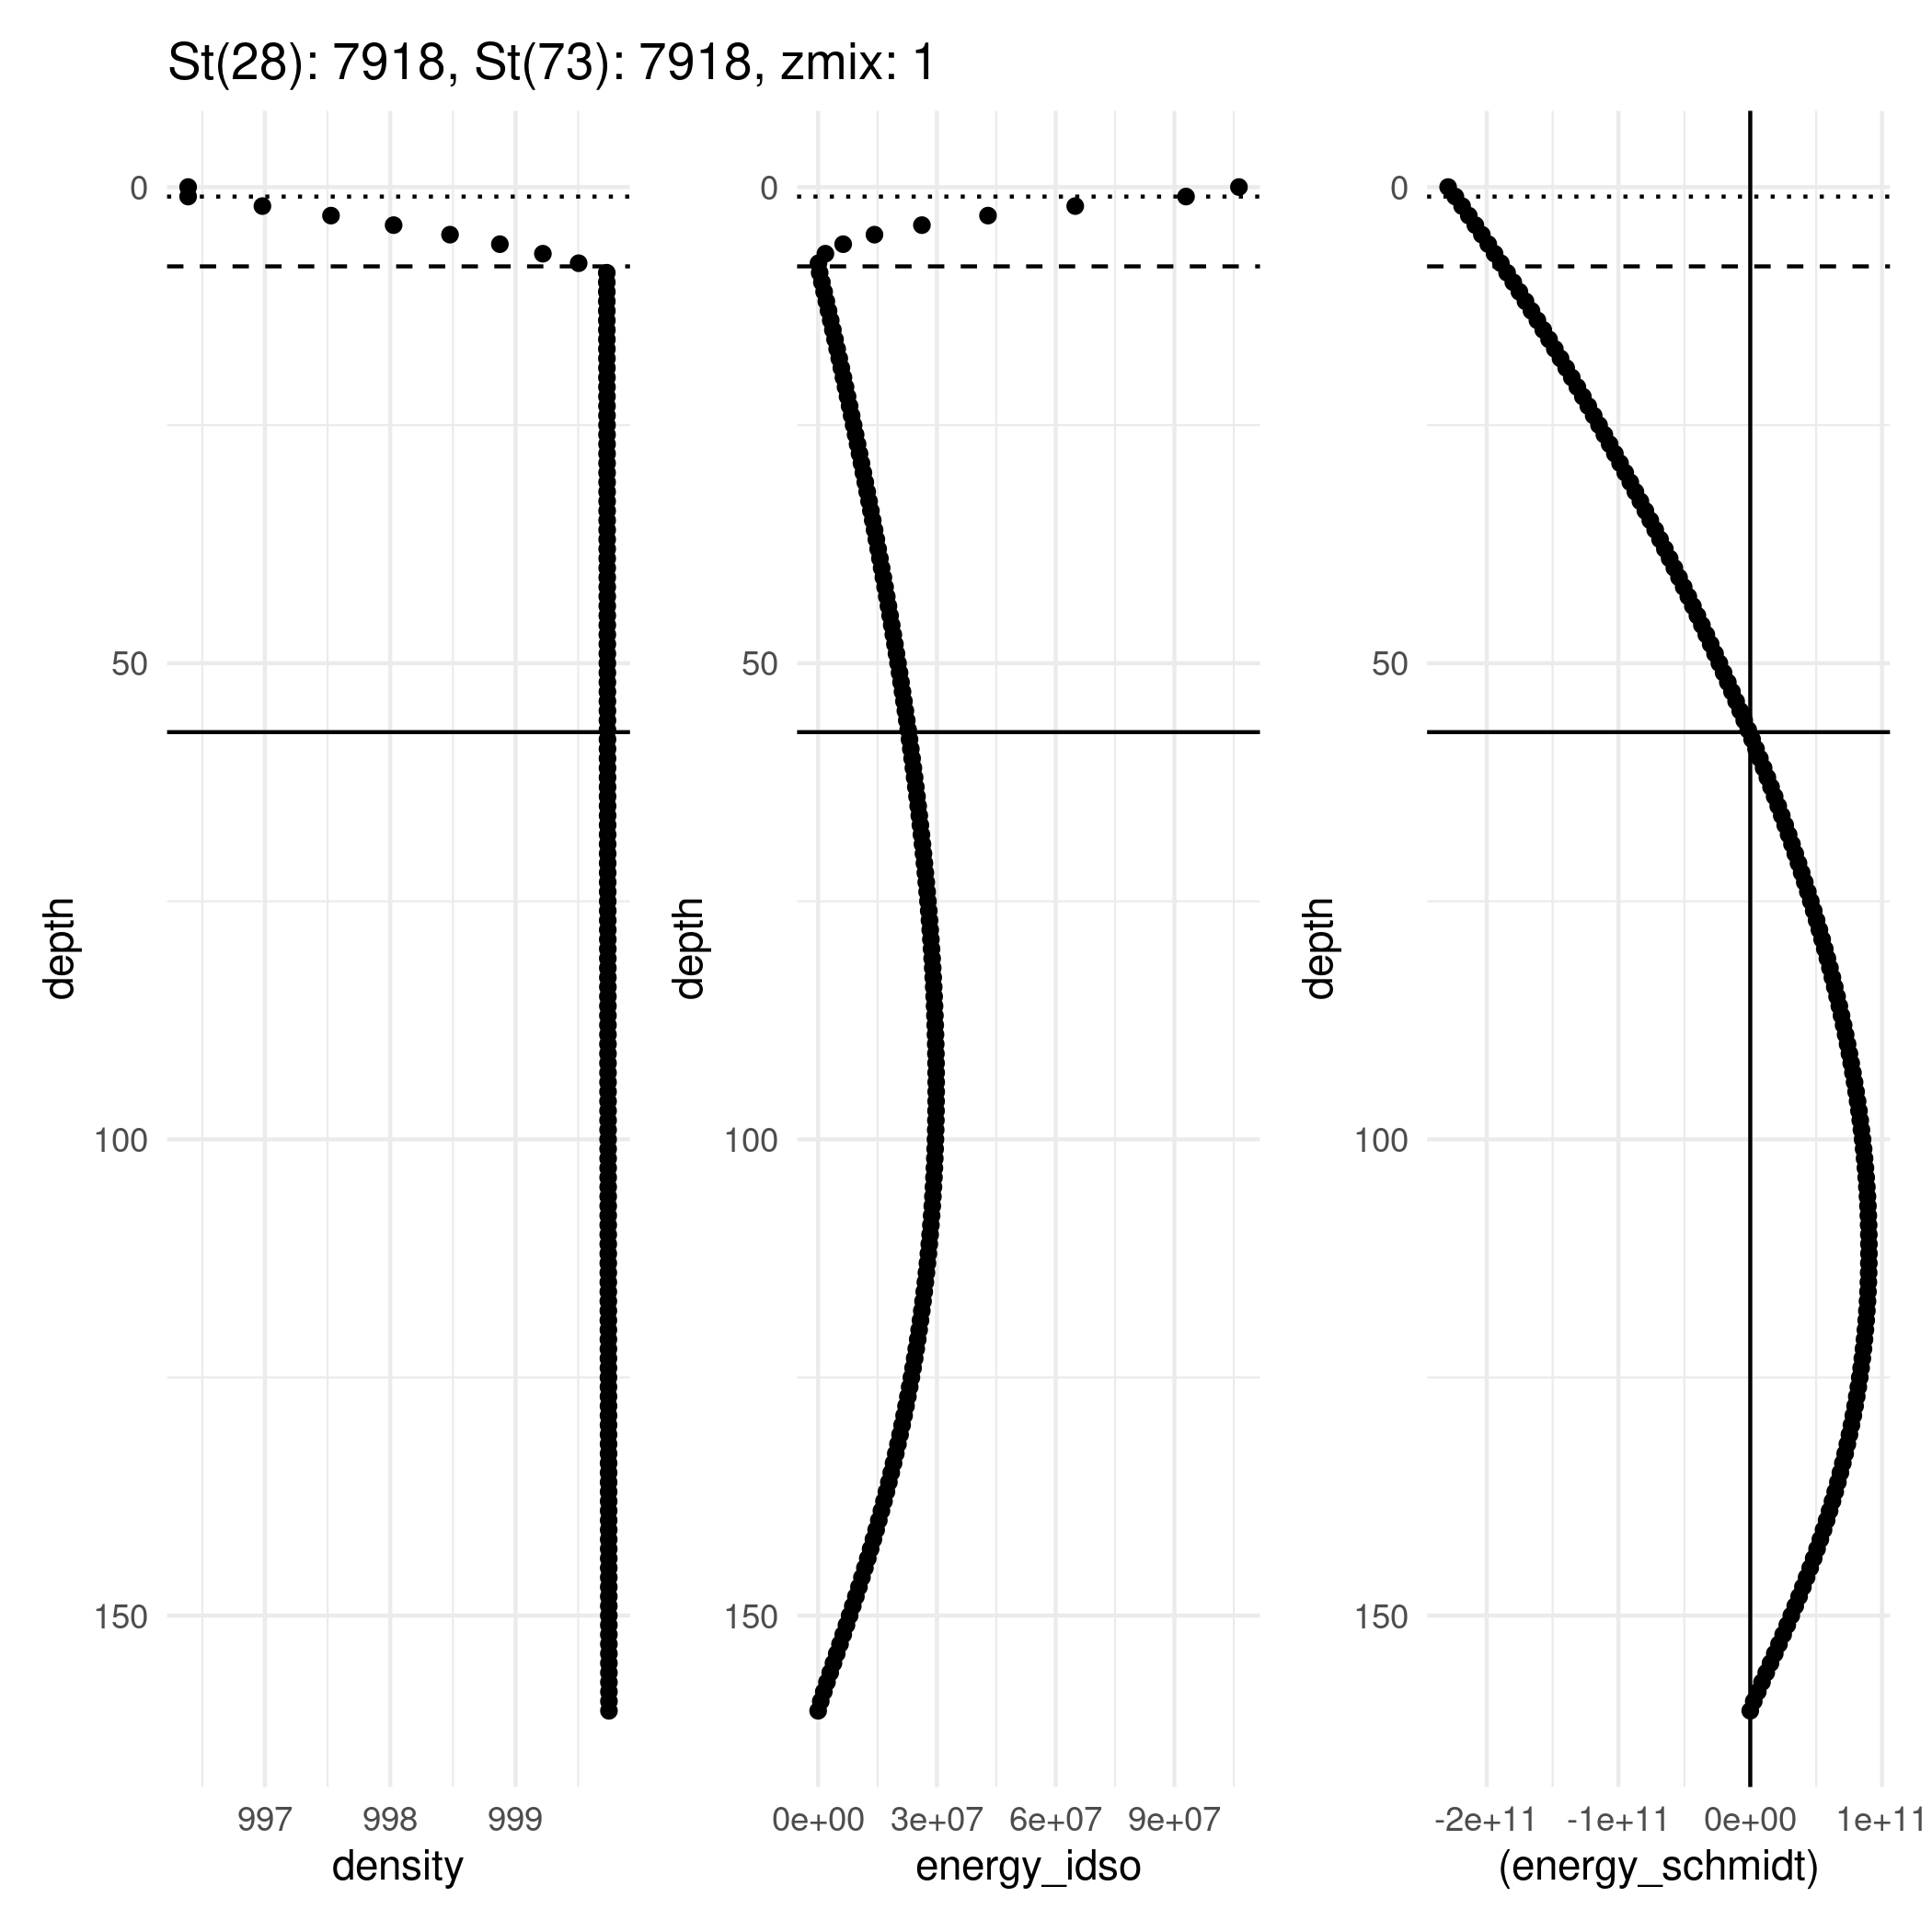 St(28): 7918, St(73): 7918, zmix: 1
0
50
100
150
depth
997 998 999
density
0
50
100
150
depth
0e+00 3e+07 6e+07 9e+07
energy_idso
0
50
100
150
depth
-2e+11 -1e+11 0e+00 1e+11
(energy_schmidt)